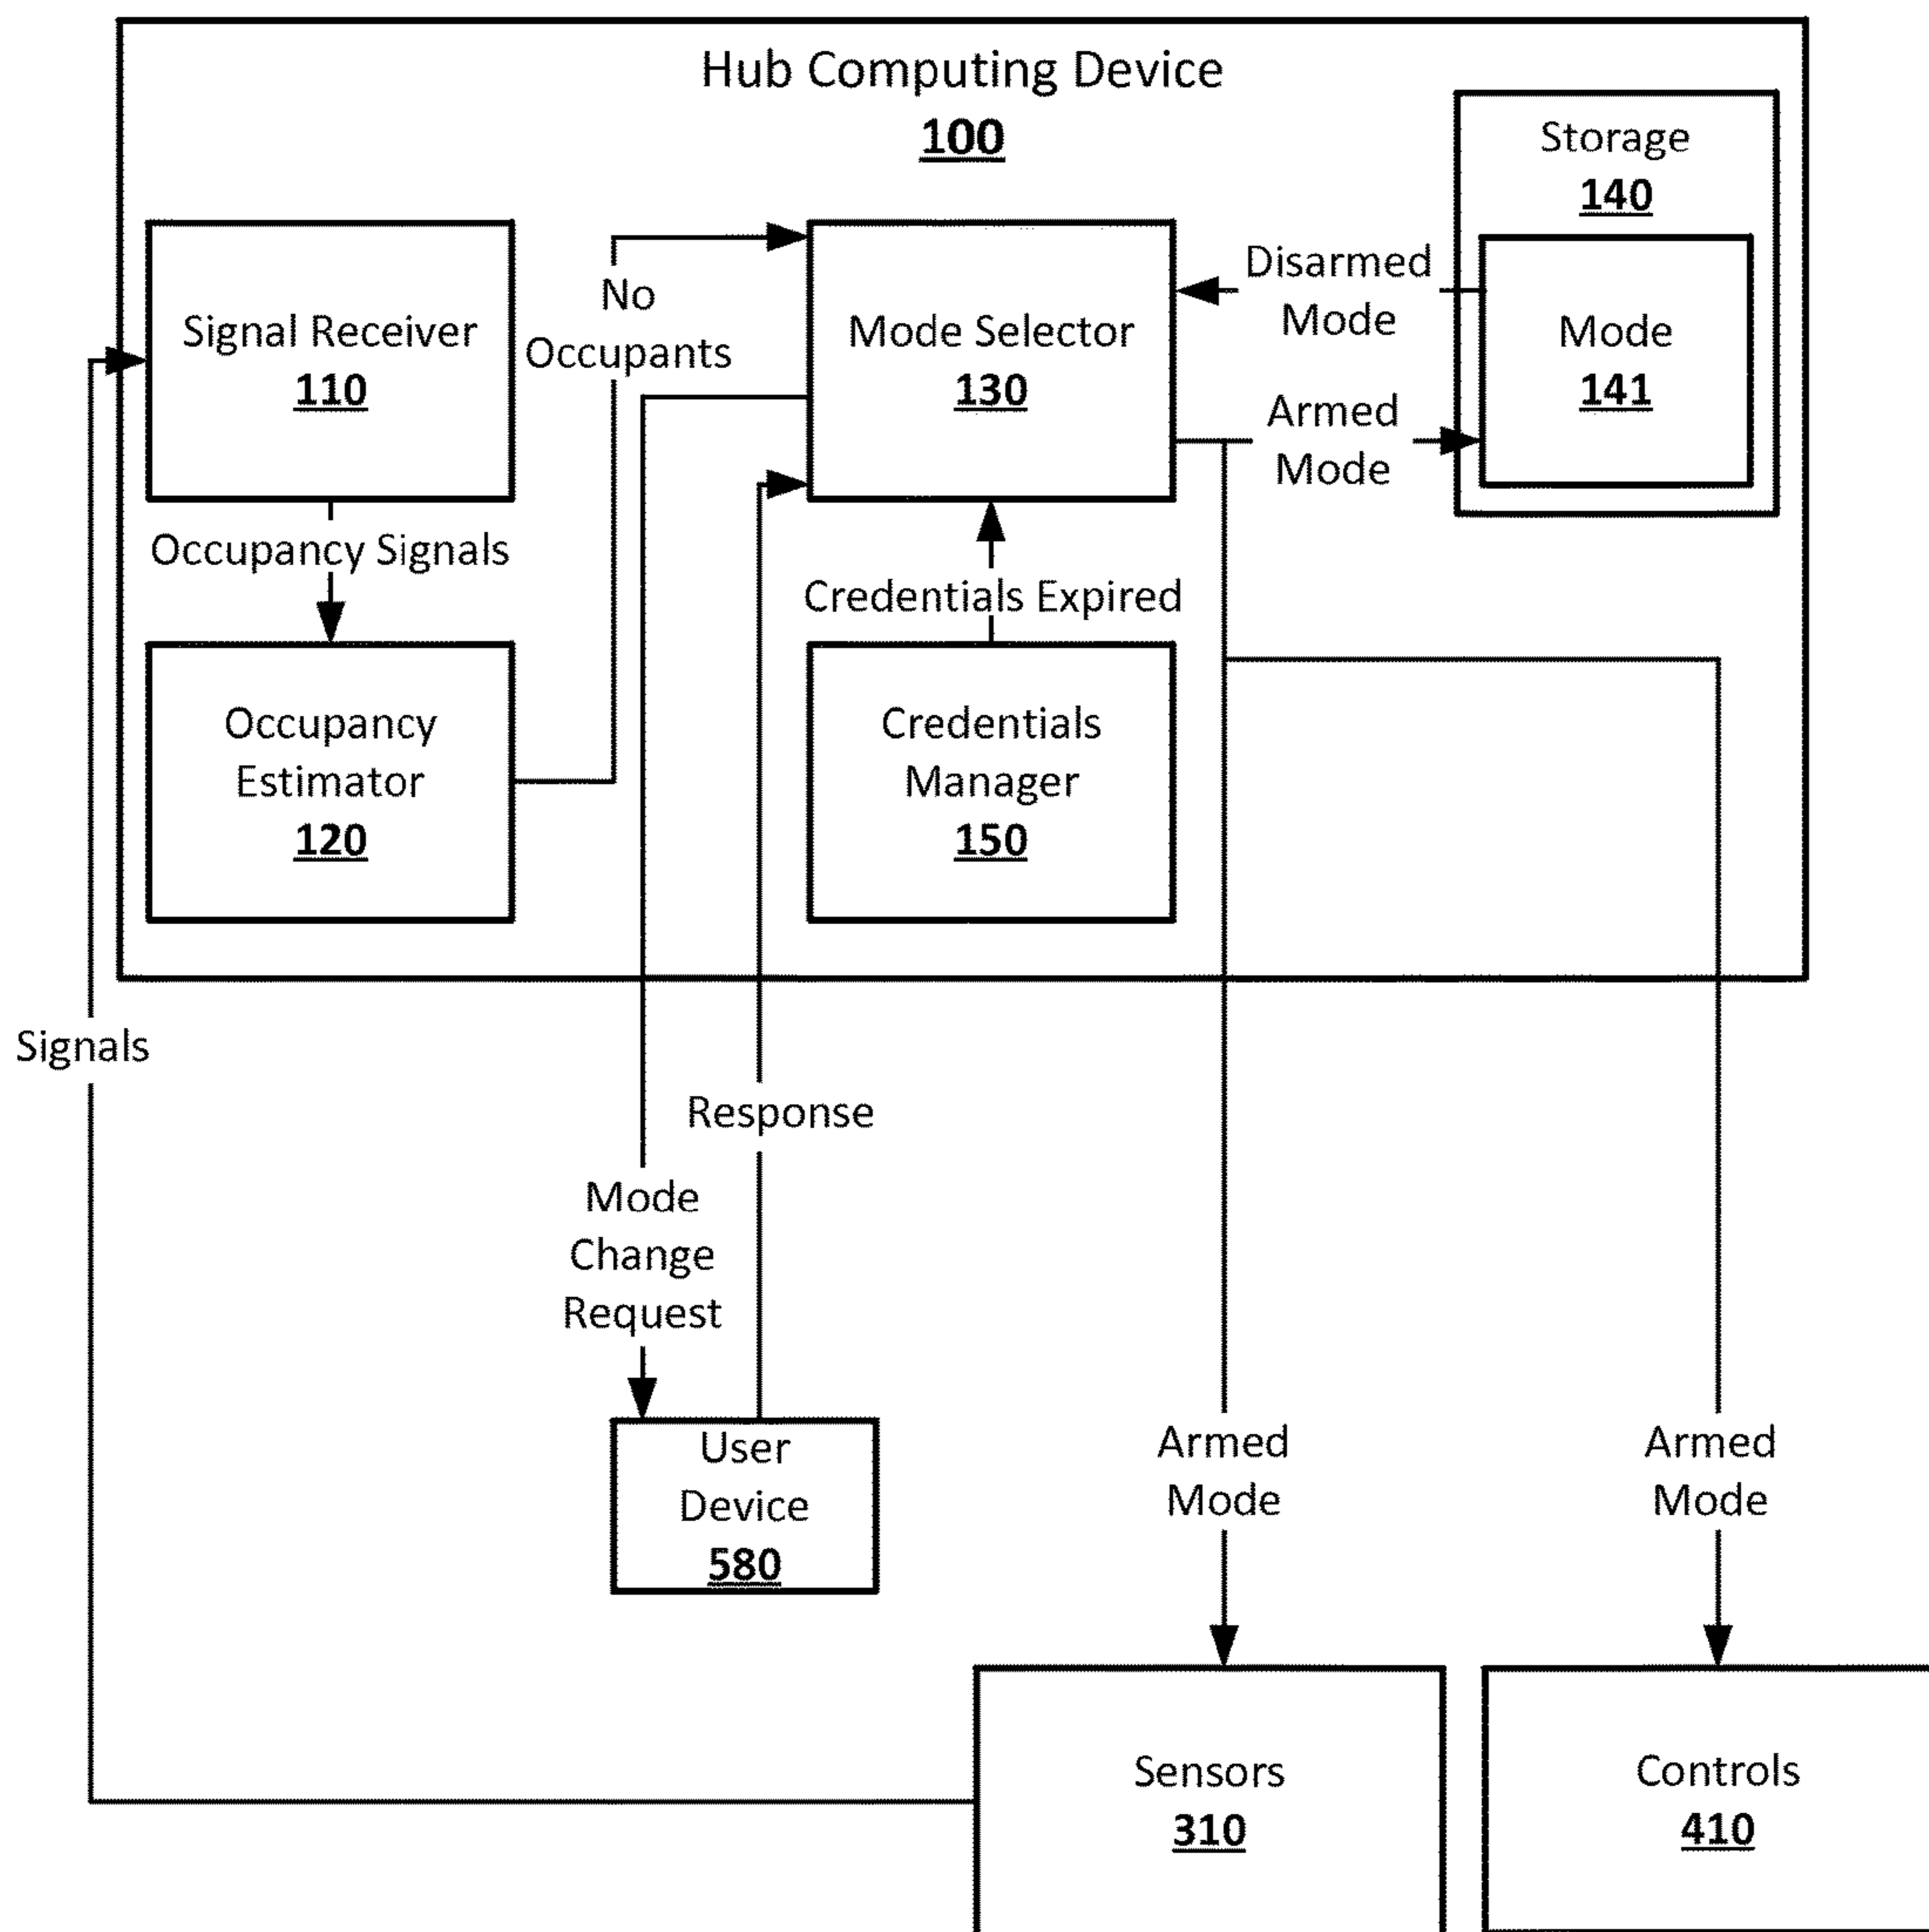 Hub Computing Device
100
Storage
140
Signal Receiver
110
No
Occupants
Mode Selector
130
Disarmed
Mode
Armed
Mode
Mode
141
Occupancy Signals
Credentials Expired
Occupancy
Estimator
120
Credentials
Manager
150
Signals
Response
Mode
Change
Request
User
Device
580
Armed
Mode
Armed
Mode
Sensors
310
Controls
410